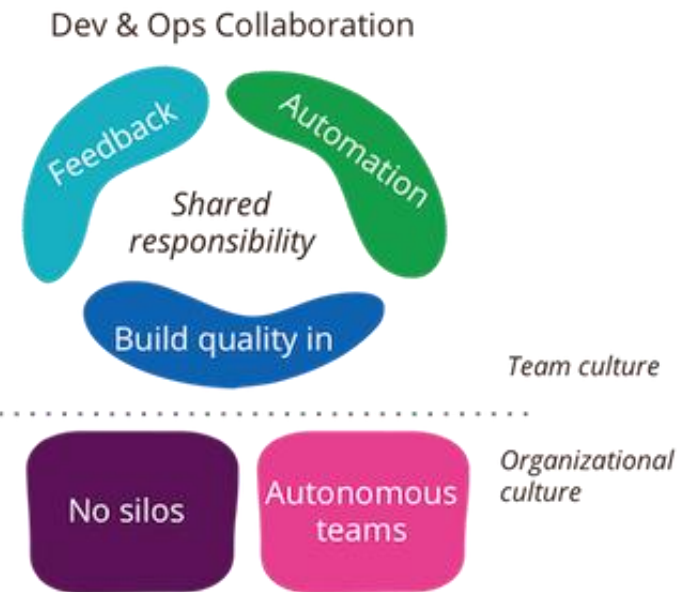 Dev & Ops Collaboration
Feedback
Automation
Shared
responsibility
Build quality in
Team culture
No silos
Autonomous
teams
Organizational
culture